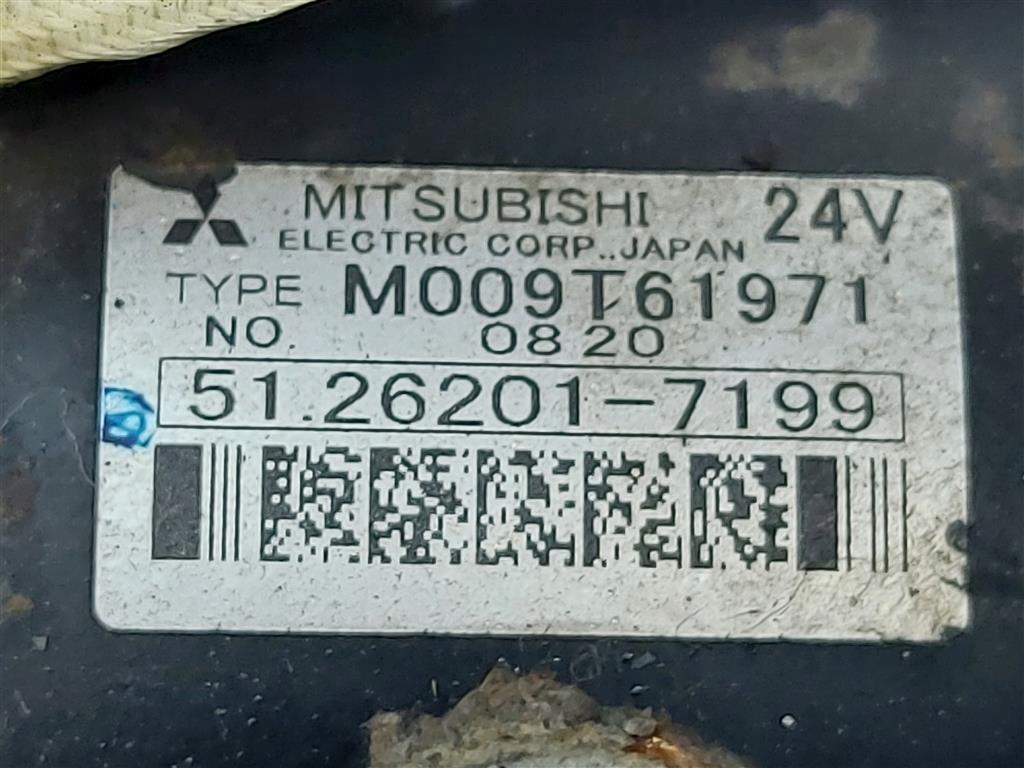 MITSUBISHI 24V
ELECTRIC CORP., JAPAN
TYPE M009T61971
NO. 0820
51.26201-7199